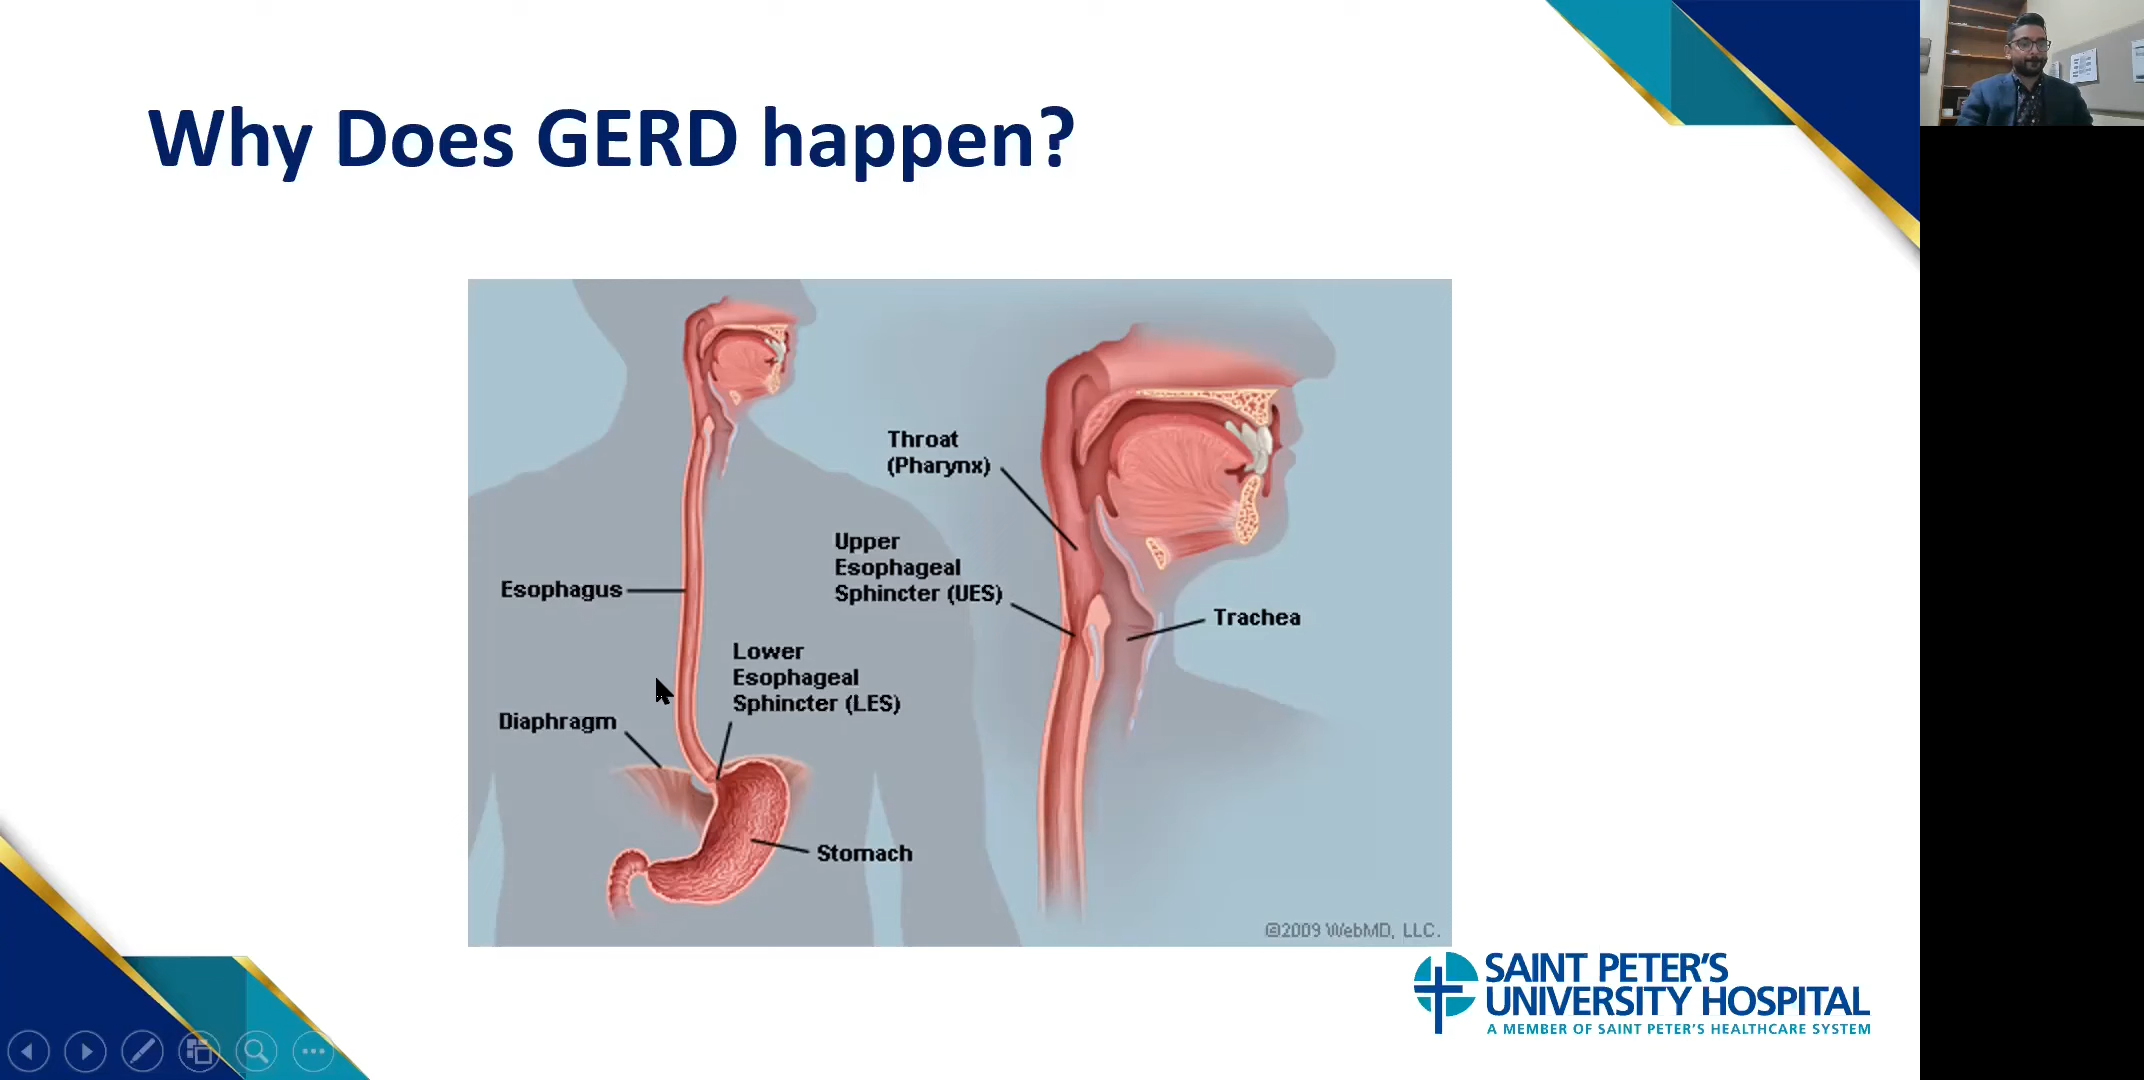 Why Does GERD happen?
Throat
(Pharynx)
Upper
Esophageal
Sphincter (UES)
Esophagus
Trachea
Lower
Esophageal
Sphincter (LES)
Diaphragm
Stomach
©2009 WebMD, LLC.
SAINT PETER'S
UNIVERSITY HOSPITAL
A MEMBER OF SAINT PETER'S HEALTHCARE SYSTEM